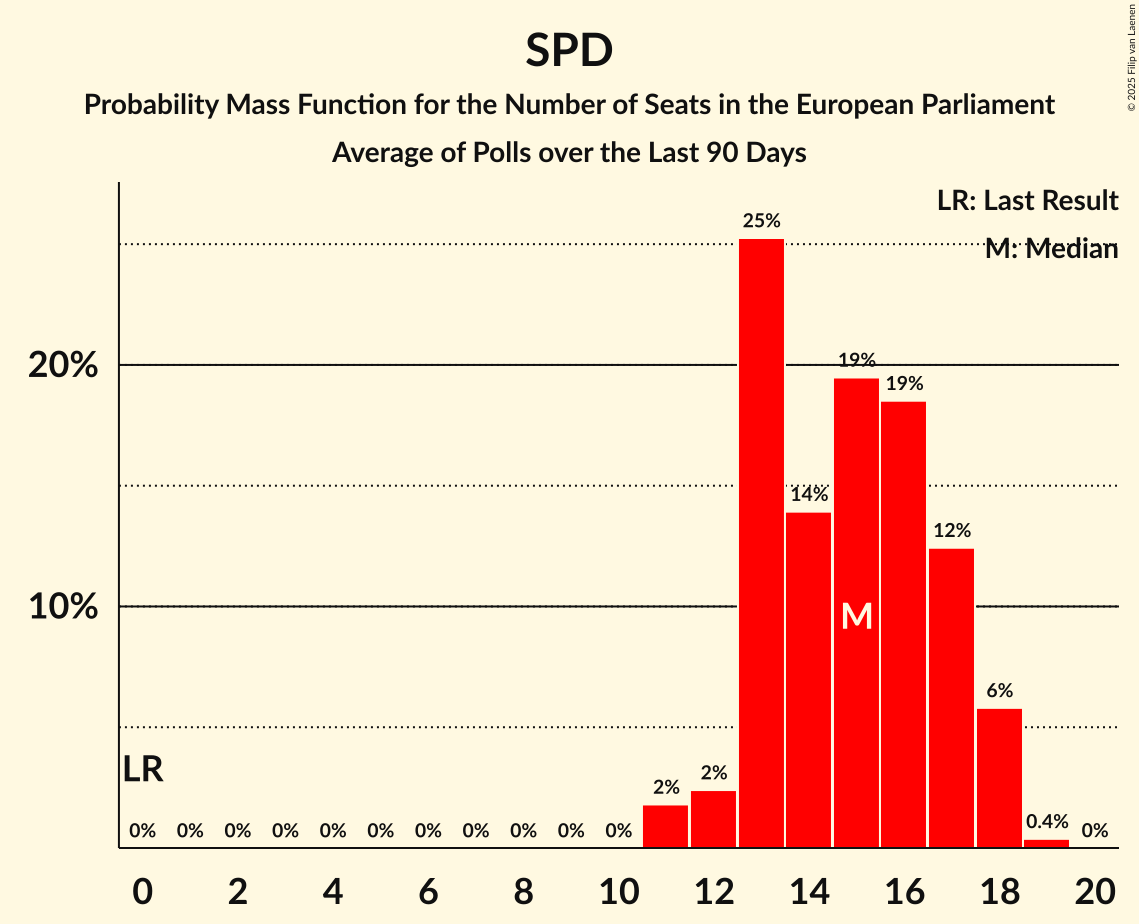 SPD
Probability Mass Function for the Number of Seats in the European Parliament
Average of Polls over the Last 90 Days
© 2025 Filip van Laenen
LR: Last Result
M: Median
25%
20%
19%
19%
14%
12%
10%
M
6%
LR
2%
2%
0.4%
0% 0% 0% 0% 0% 0% 0% 0% 0% 0% 0% 0%
0 2 4 6 8 10 12 14 16 18 20